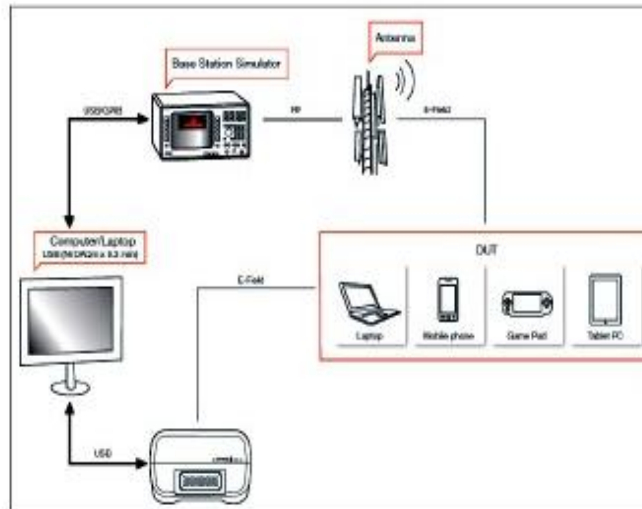 Antenna
Base Station Simulator
USB/GPIB
RF
E-Field
Computer/Laptop
DUT
E-Field
Laptop
Mobile phone
Game Pad
Tablet PC
USB